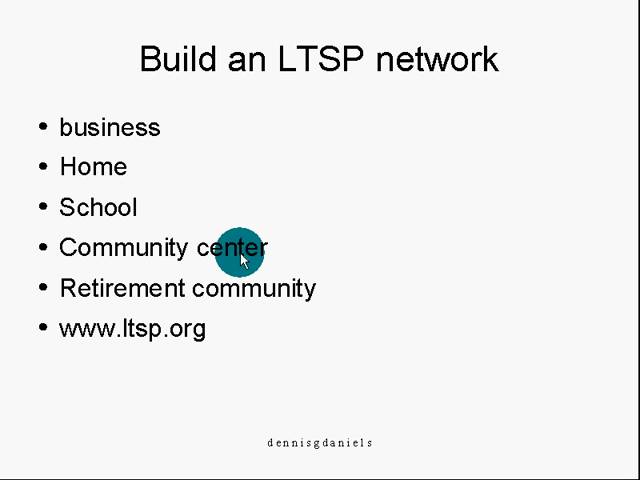 Build an LTSP network
• business
• Home
• School
• Community center
• Retirement community
• www.ltsp.org
dennisgdaniels